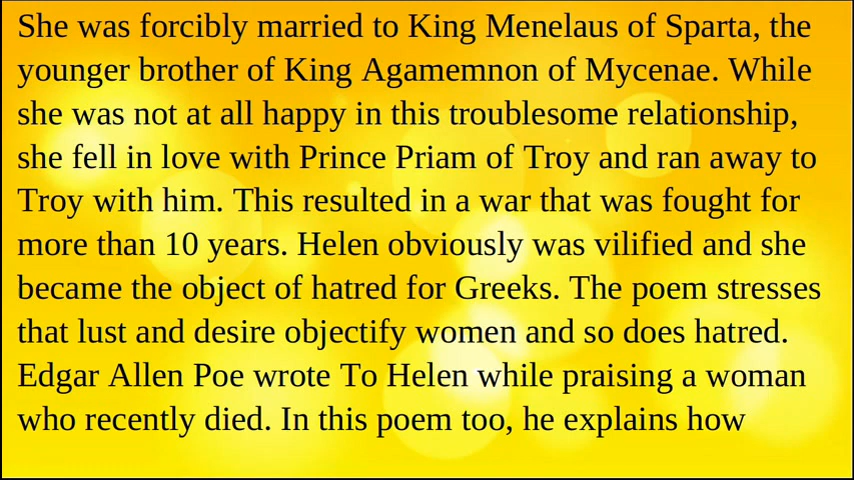 She was forcibly married to King Menelaus of Sparta, the
younger brother of King Agamemnon of Mycenae. While
she was not at all happy in this troublesome relationship,
she fell in love with Prince Priam of Troy and ran away to
Troy with him. This resulted in a war that was fought for
more than 10 years. Helen obviously was vilified and she
became the object of hatred for Greeks. The poem stresses
that lust and desire objectify women and so does hatred.
Edgar Allen Poe wrote To Helen while praising a woman
who recently died. In this poem too, he explains how